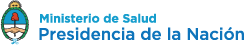 Ministerio de Salud
Presidencia de la Nación